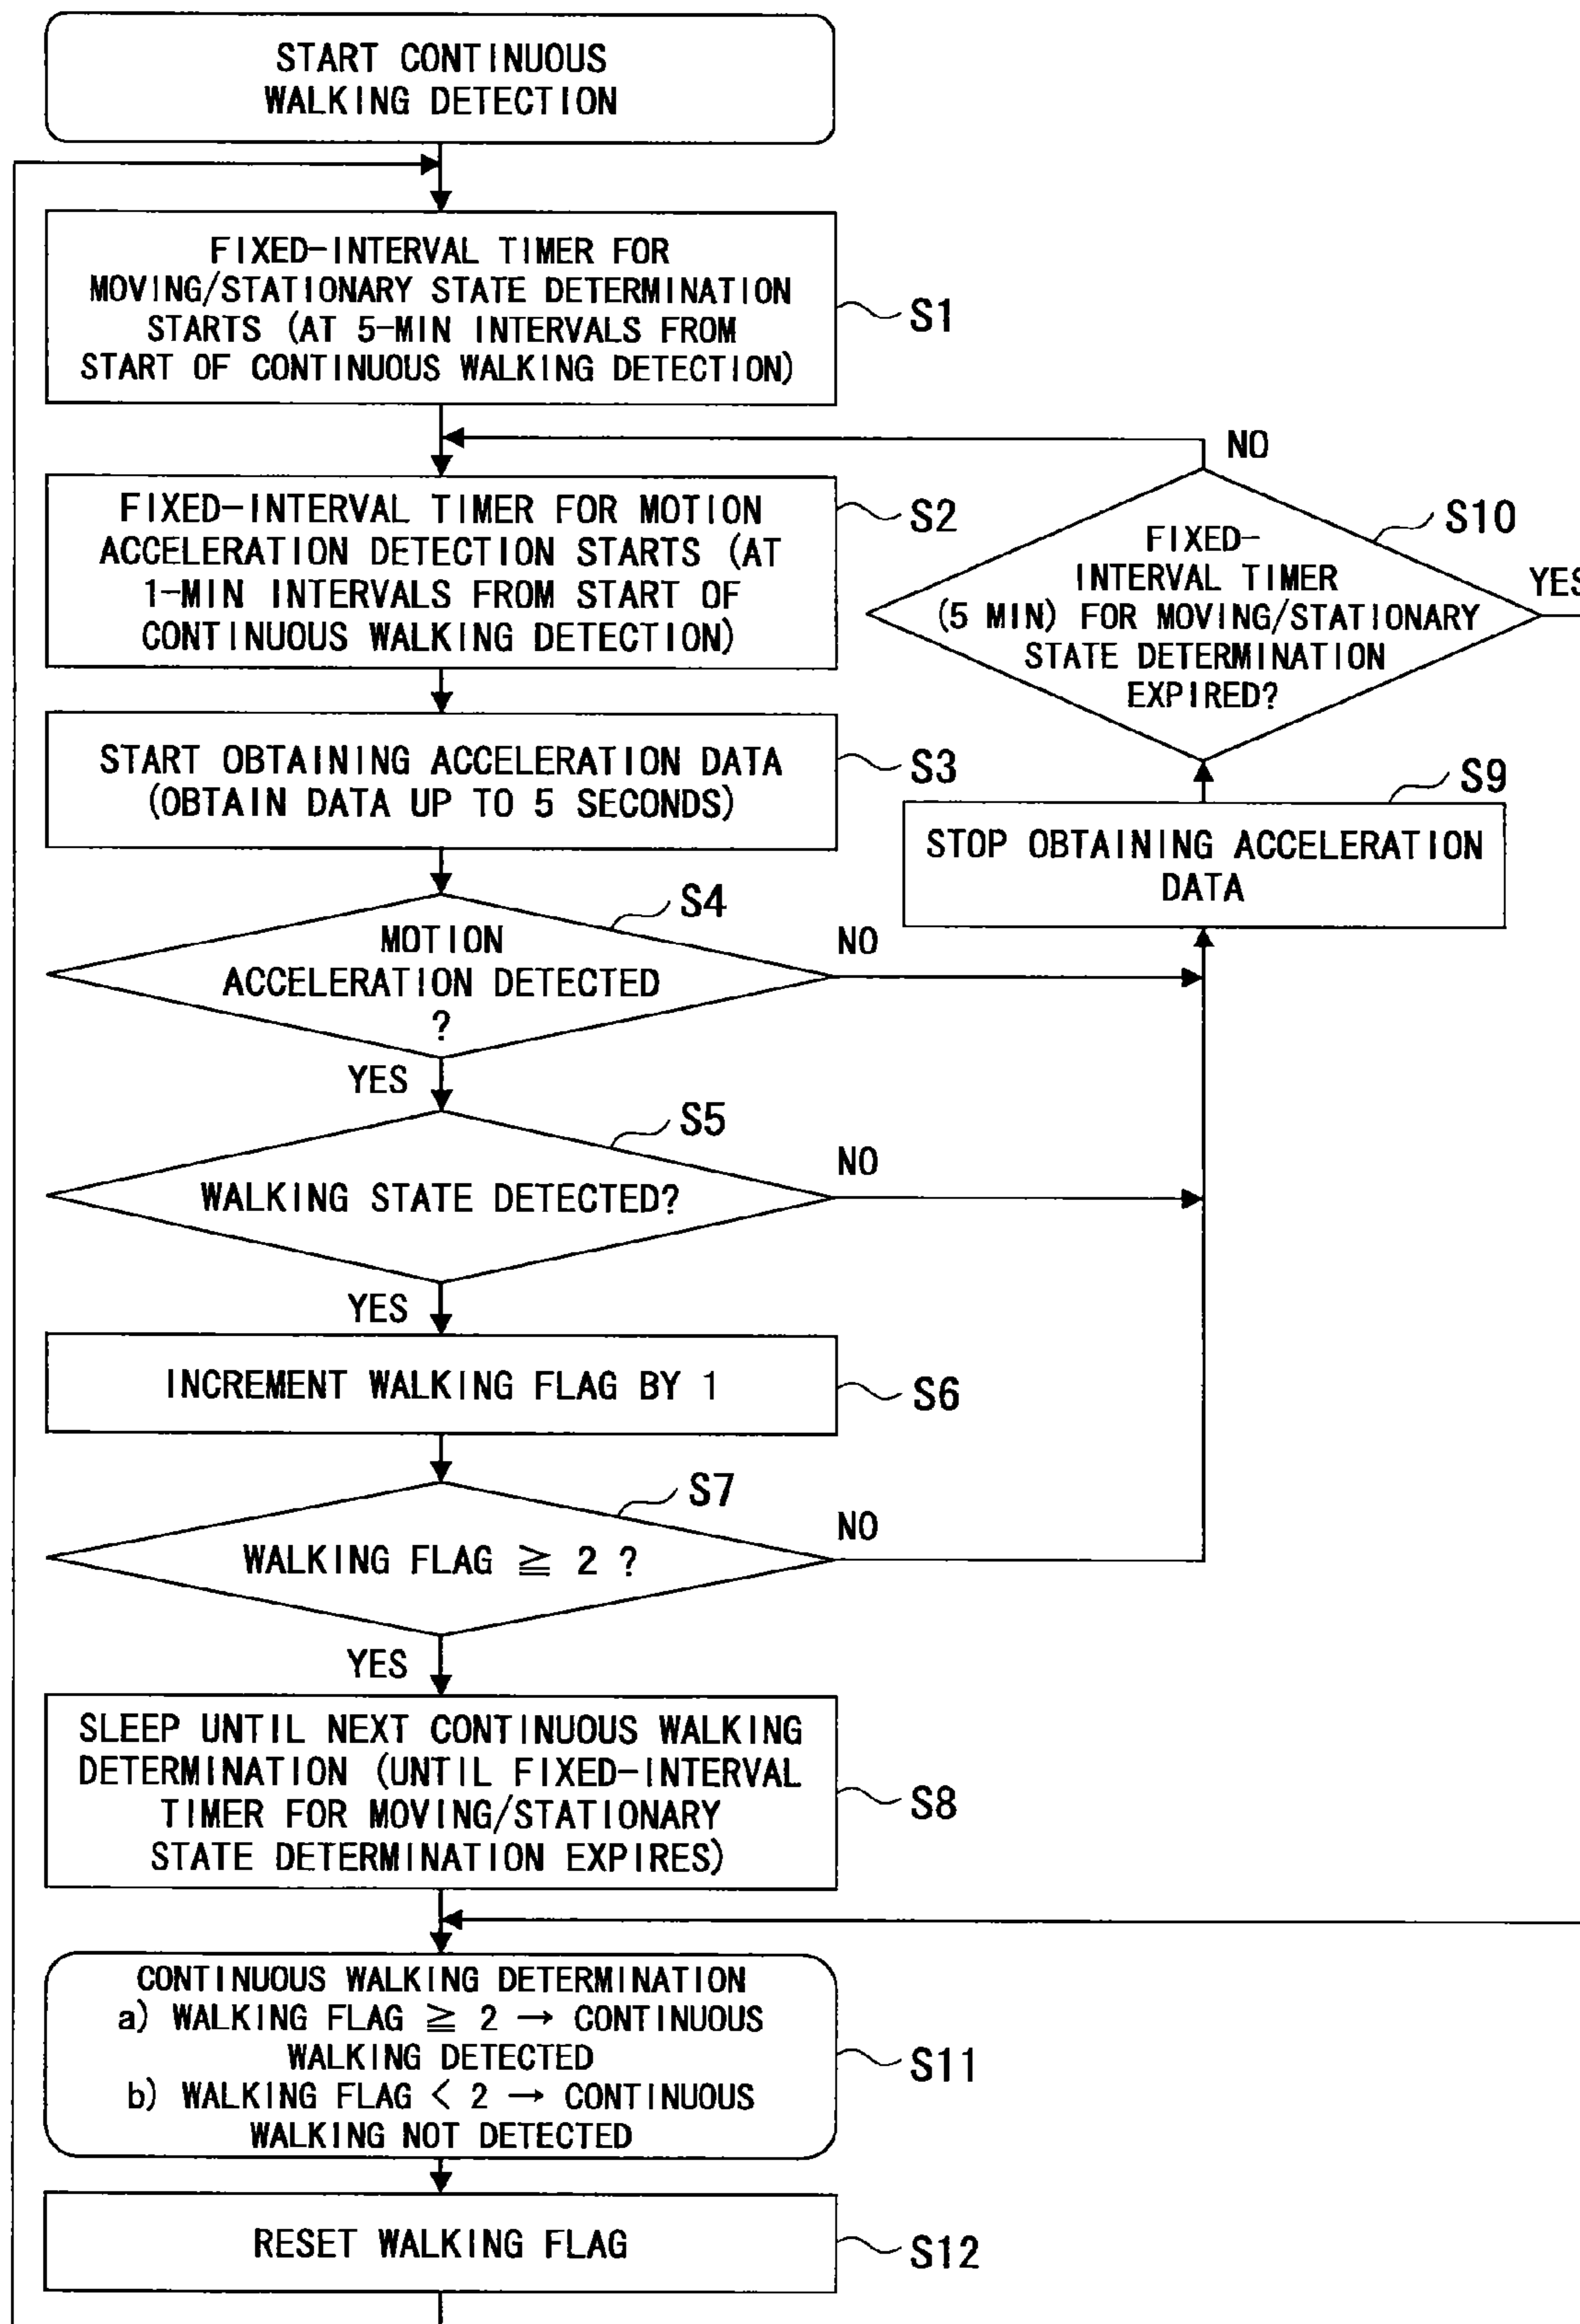 START CONTINUOUS
WALKING DETECTION
FIXED-INTERVAL TIMER FOR
MOVING/STATIONARY STATE DETERMINATION
STARTS (AT 5-MIN INTERVALS FROM
START OF CONTINUOUS WALKING DETECTION)
S1
FIXED-INTERVAL TIMER FOR MOTION
ACCELERATION DETECTION STARTS (AT
1-MIN INTERVALS FROM START OF
CONTINUOUS WALKING DETECTION)
S2
START OBTAINING ACCELERATION DATA
(OBTAIN DATA UP TO 5 SECONDS)
S3
MOTION
ACCELERATION DETECTED
?
S4
NO
YES
WALKING STATE DETECTED?
S5
NO
YES
INCREMENT WALKING FLAG BY 1
S6
WALKING FLAG ≧ 2 ?
S7
NO
YES
SLEEP UNTIL NEXT CONTINUOUS WALKING
DETERMINATION (UNTIL FIXED-INTERVAL
TIMER FOR MOVING/STATIONARY
STATE DETERMINATION EXPIRES)
S8
STOP OBTAINING ACCELERATION
DATA
S9
FIXED-
INTERVAL TIMER
(5 MIN) FOR MOVING/STATIONARY
STATE DETERMINATION
EXPIRED?
S10
NO
YES
CONTINUOUS WALKING DETERMINATION
a) WALKING FLAG ≧ 2 → CONTINUOUS
WALKING DETECTED
b) WALKING FLAG < 2 → CONTINUOUS
WALKING NOT DETECTED
S11
RESET WALKING FLAG
S12